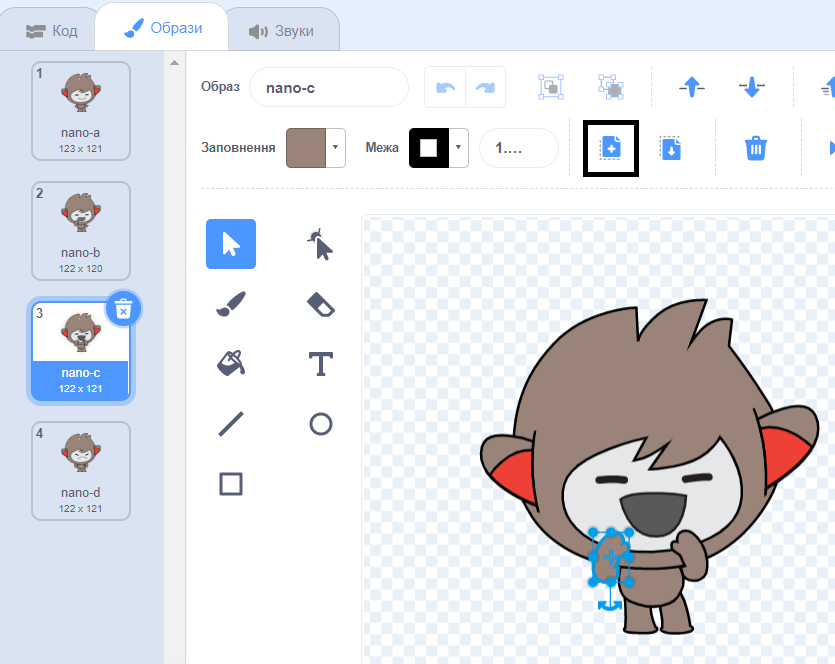 Код
Образи
Звуки
1
nano-a
123 x 121
2
nano-b
122 x 120
3
nano-c
122 x 121
4
nano-d
122 x 121
Образ
nano-c
Заповнення
Межа
1....
T